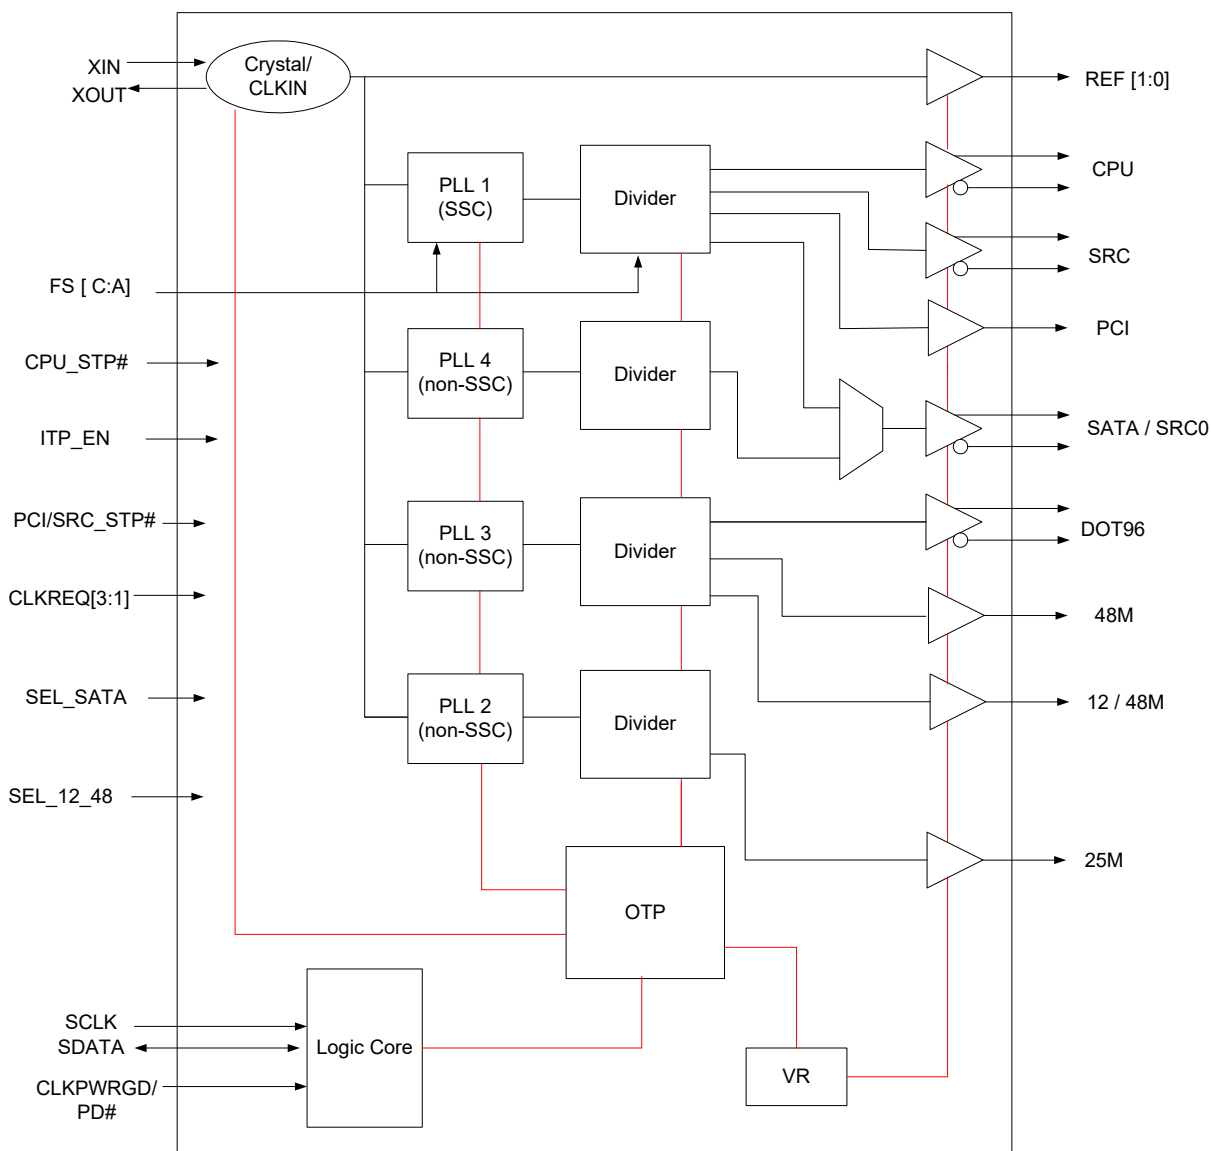 XIN
XOUT
Crystal/
CLKIN
REF [1:0]
PLL 1
(SSC)
Divider
CPU
SRC
FS [ C:A]
PCI
CPU_STP#
PLL 4
(non-SSC)
Divider
ITP_EN
SATA / SRC0
PCI/SRC_STP#
PLL 3
(non-SSC)
Divider
DOT96
CLKREQ[3:1]
48M
SEL_SATA
PLL 2
(non-SSC)
Divider
12 / 48M
SEL_12_48
25M
OTP
SCLK
SDATA
Logic Core
CLKPWRGD/
PD#
VR